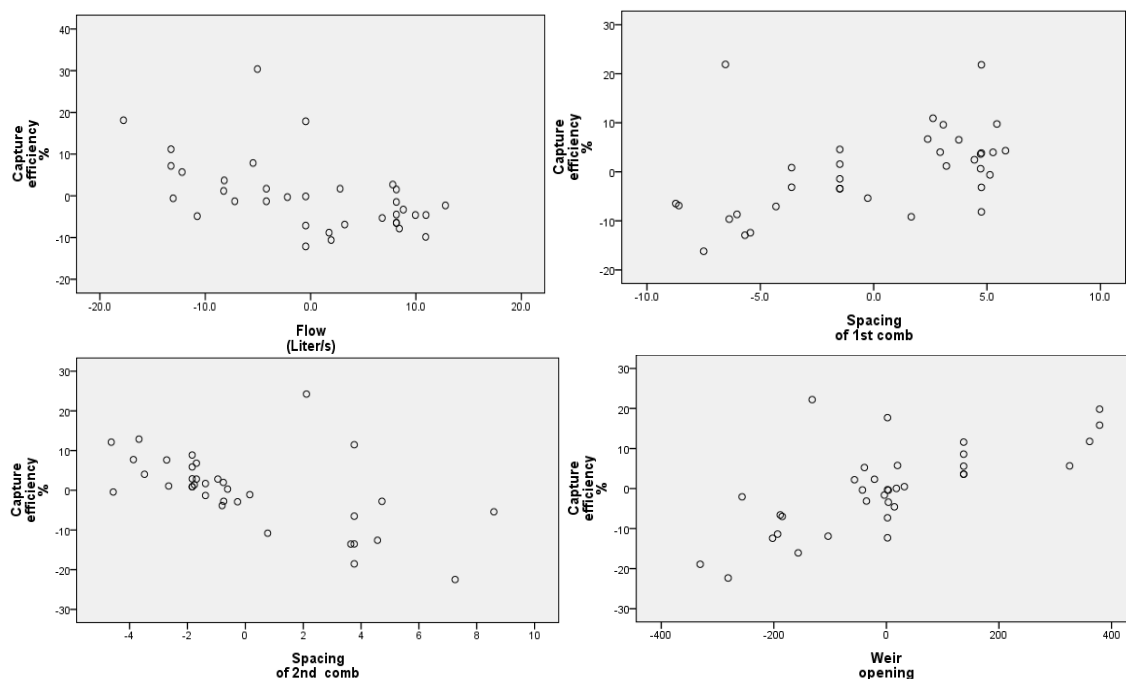 40
30
20
10
0
-10
-20
Capture
efficiency
%
-20.0 -10.0 0.0 10.0 20.0
Flow
(Liter/s)
30
20
10
0
-10
-20
Capture
efficiency
%
-10.0 -5.0 0.0 5.0 10.0
Spacing
of 1st comb
30
20
10
0
-10
-20
-30
Capture
efficiency
%
-4 -2 0 2 4 6 8 10
Spacing
of 2nd comb
30
20
10
0
-10
-20
-30
Capture
efficiency
%
-400 -200 0 200 400
Weir
opening